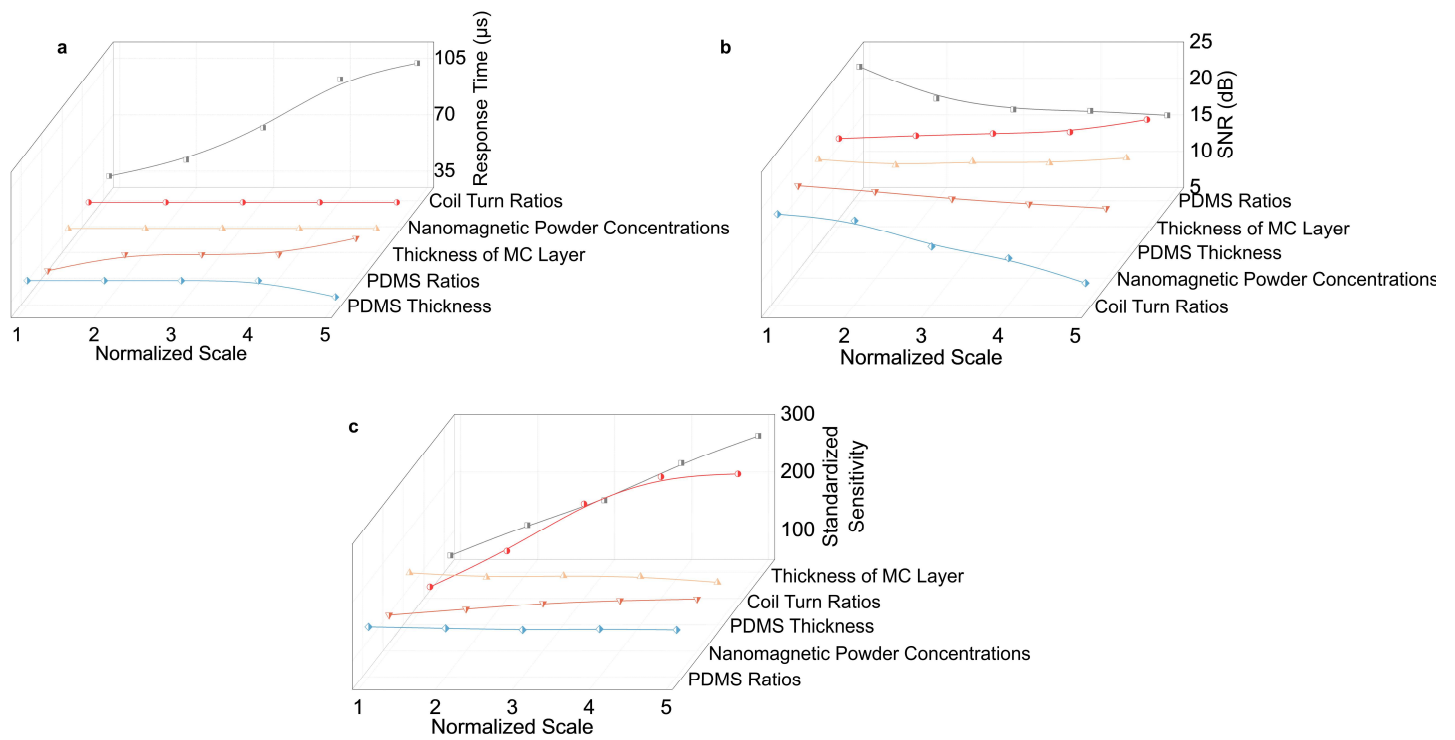 a
105
70
35
Response Time (μs)
Coil Turn Ratios
Nanomagnetic Powder Concentrations
Thickness of MC Layer
PDMS Ratios
PDMS Thickness
1 2 3 4 5
Normalized Scale
b
25
20
15
10
5
SNR (dB)
PDMS Ratios
Thickness of MC Layer
PDMS Thickness
Nanomagnetic Powder Concentrations
Coil Turn Ratios
1 2 3 4 5
Normalized Scale
c
300
200
100
Standardized
Sensitivity
Thickness of MC Layer
Coil Turn Ratios
PDMS Thickness
Nanomagnetic Powder Concentrations
PDMS Ratios
1 2 3 4 5
Normalized Scale